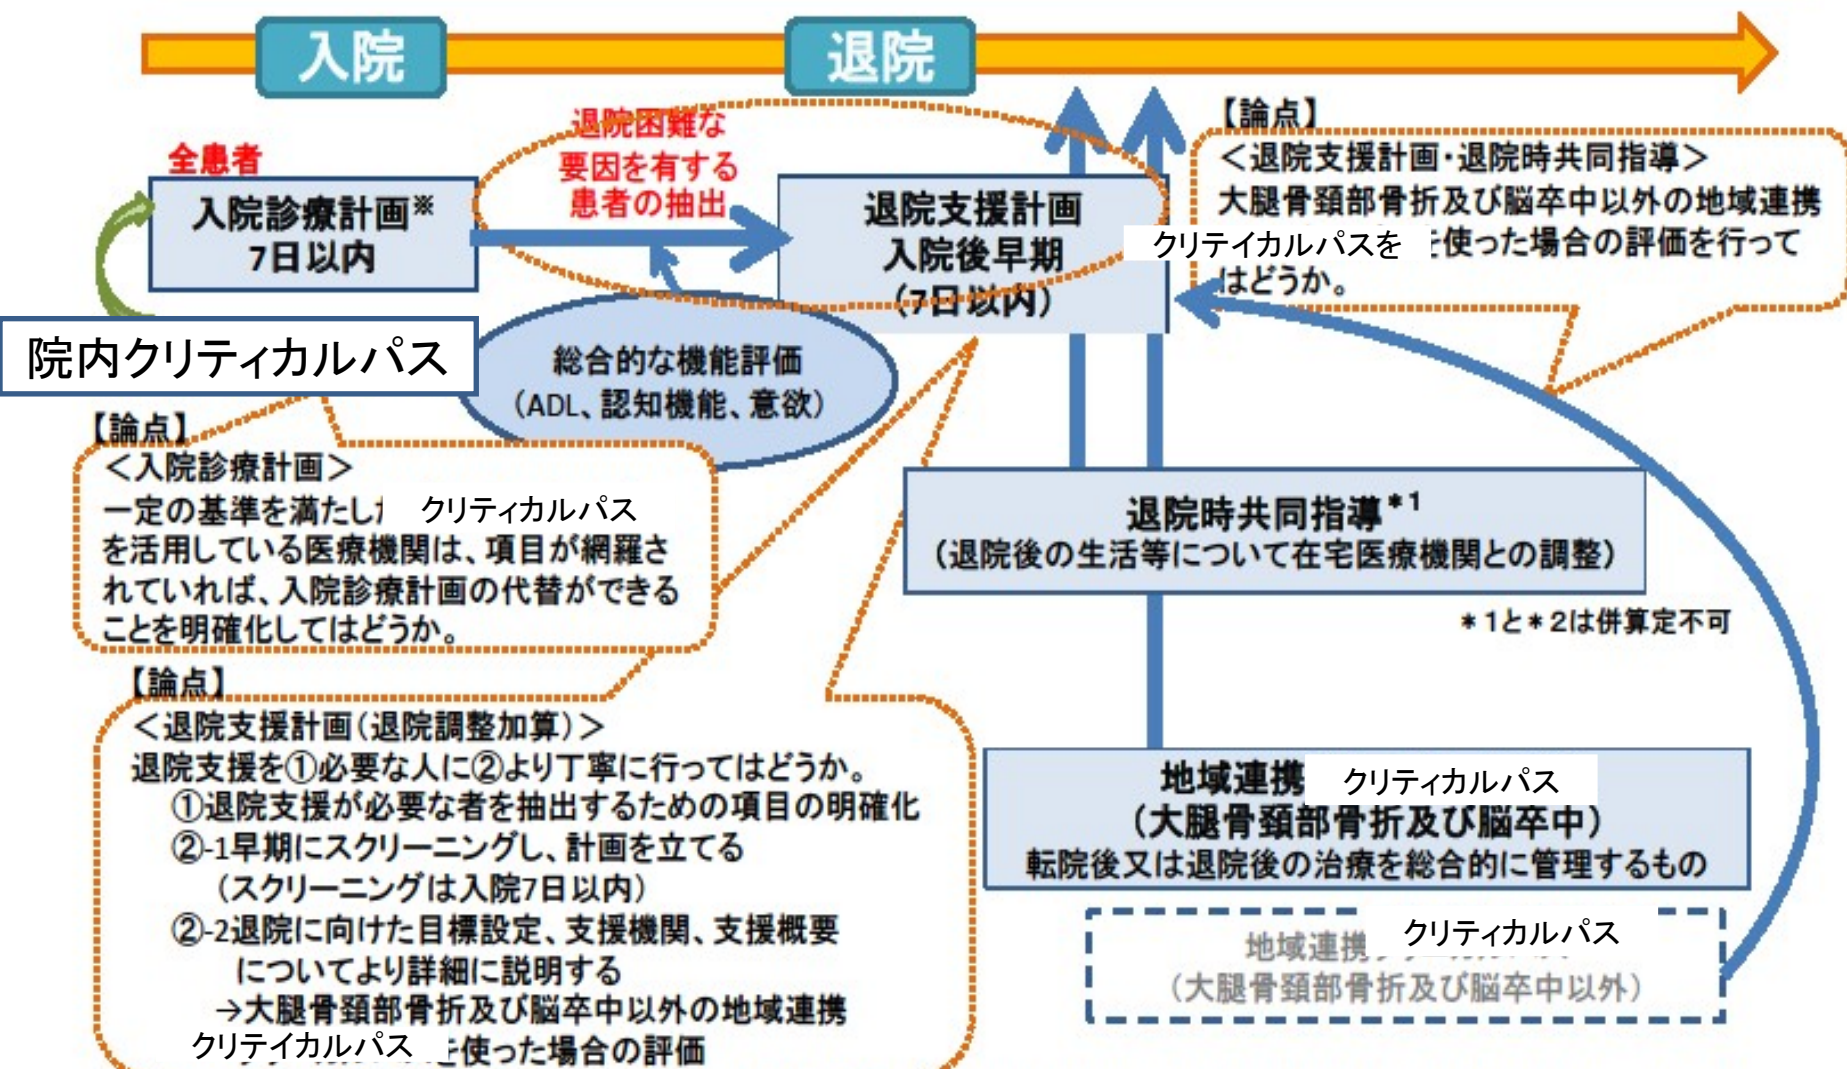 入院
退院
全患者
入院診療計画※
7日以内
退院困難な
要因を有する
患者の抽出
退院支援計画
入院後早期
(7日以内)
【論点】
<退院支援計画・退院時共同指導>
大腿骨頚部骨折及び脳卒中以外の地域連携
クリテイカルパスを を使った場合の評価を行って
はどうか。
院内クリティカルパス
総合的な機能評価
(ADL、認知機能、意欲)
【論点】
<入院診療計画>
一定の基準を満たした クリティカルパス
を活用している医療機関は、項目が網羅さ
れていれば、入院診療計画の代替ができる
ことを明確化してはどうか。
退院時共同指導*1
(退院後の生活等について在宅医療機関との調整)
*1と*2は併算定不可
【論点】
<退院支援計画(退院調整加算)>
退院支援を①必要な人に②より丁寧に行ってはどうか。
①退院支援が必要な者を抽出するための項目の明確化
②-1早期にスクリーニングし、計画を立てる
(スクリーニングは入院7日以内)
②-2退院に向けた目標設定、支援機関、支援概要
についてより詳細に説明する
→大腿骨頚部骨折及び脳卒中以外の地域連携
クリテイカルパス を使った場合の評価
地域連携 クリティカルパス
(大腿骨頚部骨折及び脳卒中)
転院後又は退院後の治療を総合的に管理するもの
地域連携 クリティカルパス
(大腿骨頚部骨折及び脳卒中以外)